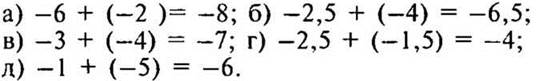 а) −6 + (−2 )= −8; б) −2,5 + (−4) = −6,5;
в) −3 + (−4) = −7; г) −2,5 + (−1,5) = −4;
д) −1 + (−5) = −6.